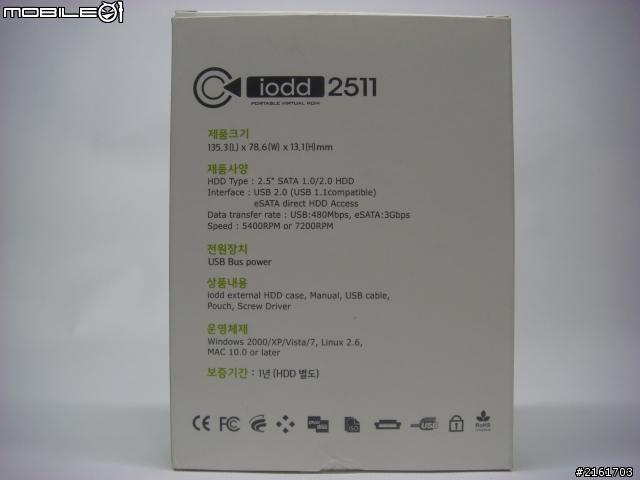 MOBILE01
iodd 2511
PORTABLE VIRTUAL ROM
제품크기
135.3(L) x 78.6(W) x 13.1(H)mm
제품사양
HDD Type : 2.5" SATA 1.0/2.0 HDD
Interface : USB 2.0 (USB 1.1compatible)
eSATA direct HDD Access
Data transfer rate : USB:480Mbps, eSATA:3Gbps
Speed : 5400RPM or 7200RPM
전원장치
USB Bus power
상품내용
iodd external HDD case, Manual, USB cable,
Pouch, Screw Driver
운영체제
Windows 2000/XP/Vista/7, Linux 2.6,
MAC 10.0 or later
보증기간 : 1년 (HDD 별도)
CE FC ISO USB RoHS
#2161703